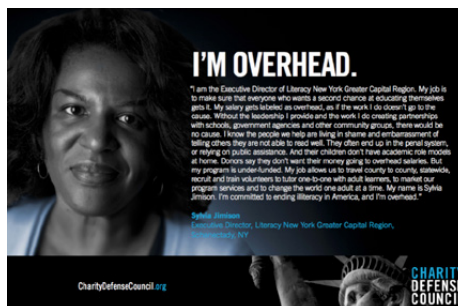 I'M OVERHEAD.
"I am the Executive Director of Literacy New York Greater Capital Region. My job is
to make sure that everyone who wants a second chance at educating themselves
gets it. My salary gets labeled as overhead, as if the work I do doesn't go to the
cause. Without the leadership I provide and the work I do creating partnerships
with schools, government agencies and other community groups, there would be
no cause. I know the people we help are living in shame and embarrassment of
telling others they are not able to read well. They often end up in the penal system,
or relying on public assistance. And their children don't have academic role models
at home. Donors say they don't want their money going to overhead salaries. But
my program is under-funded. My job allows us to travel county to county, statewide,
recruit and train volunteers to tutor one-to-one with adult learners, to market our
program services and to change the world one adult at a time. My name is Sylvia
Jimison. I'm committed to ending illiteracy in America, and I'm overhead."
Sylvia Jimison
Executive Director, Literacy New York Greater Capital Region,
Schenectady, NY
CharityDefenseCouncil.org
CHARITY
DEFENSE
COUNCIL